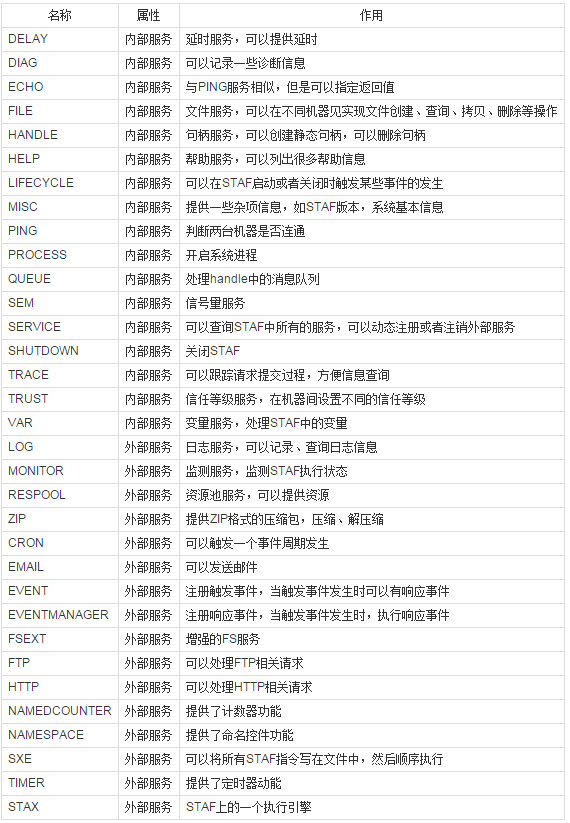 名称 属性 作用
DELAY 内部服务 延时服务，可以提供延时
DIAG 内部服务 可以记录一些诊断信息
ECHO 内部服务 与PING服务相似，但是可以指定返回值
FILE 内部服务 文件服务，可以在不同机器见实现文件创建、查询、拷贝、删除等操作
HANDLE 内部服务 句柄服务，可以创建静态句柄，可以删除句柄
HELP 内部服务 帮助服务，可以列出很多帮助信息
LIFECYCLE 内部服务 可以在STAF启动或者关闭时触发某些事件的发生
MISC 内部服务 提供一些杂项信息，如STAF版本，系统基本信息
PING 内部服务 判断两台机器是否连通
PROCESS 内部服务 开启系统进程
QUEUE 内部服务 处理handle中的消息队列
SEM 内部服务 信号量服务
SERVICE 内部服务 可以查询STAF中所有的服务，可以动态注册或者注销外部服务
SHUTDOWN 内部服务 关闭STAF
TRACE 内部服务 可以跟踪请求提交过程，方便信息查询
TRUST 内部服务 信任等级服务，在机器间设置不同的信任等级
VAR 内部服务 变量服务，处理STAF中的变量
LOG 外部服务 日志服务，可以记录、查询日志信息
MONITOR 外部服务 监测服务，监测STAF执行状态
RESPOOL 外部服务 资源池服务，可以提供资源
ZIP 外部服务 提供ZIP格式的压缩包，压缩、解压缩
CRON 外部服务 可以触发一个事件周期发生
EMAIL 外部服务 可以发送邮件
EVENT 外部服务 注册触发事件，当触发事件发生时可以有响应事件
EVENTMANAGER 外部服务 注册响应事件，当触发事件发生时，执行响应事件
FSEXT 外部服务 增强的FS服务
FTP 外部服务 可以处理FTP相关请求
HTTP 外部服务 可以处理HTTP相关请求
NAMEDCOUNTER 外部服务 提供了计数器功能
NAMESPACE 外部服务 提供了命名控件功能
SXE 外部服务 可以将所有STAF指令写在文件中，然后顺序执行
TIMER 外部服务 提供了定时器动能
STAX 外部服务 STAF上的一个执行引擎